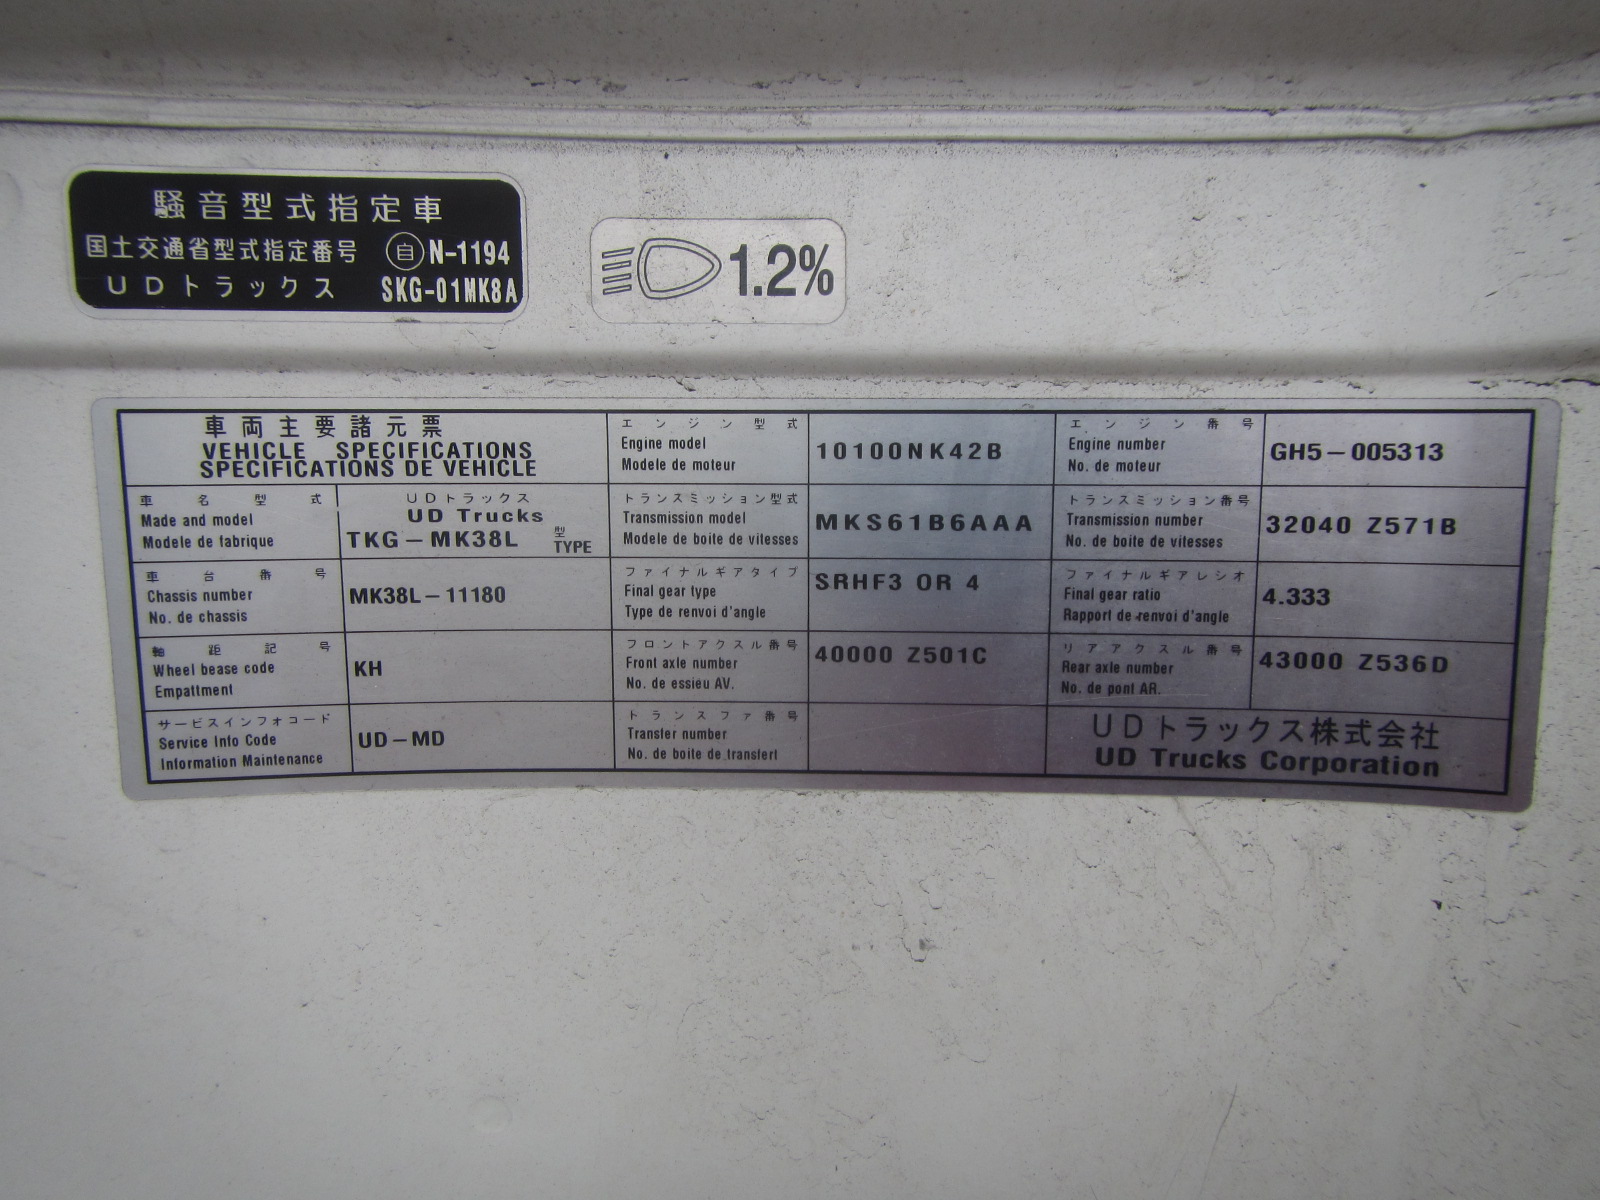 騒音型式指定車
国土交通省型式指定番号 自 N-1194
UDトラックス SKG-01MK8A
1.2%
車両主要諸元票
VEHICLE SPECIFICATIONS
SPECIFICATIONS DE VEHICLE
エンジン型式
Engine model
Modele de moteur
10100NK42B
エンジン番号
Engine number
No. de moteur
GH5-005313
車名型式
Made and model
Modele de fabrique
UDトラックス
UD Trucks
TKG-MK38L 型 TYPE
トランスミッション型式
Transmission model
Modele de boite de vitesses
MKS61B6AAA
トランスミッション番号
Transmission number
No. de boite de vitesses
32040 Z571B
車台番号
Chassis number
No. de chassis
MK38L-11180
ファイナルギアタイプ
Final gear type
Type de renvoi d'angle
SRHF3 OR 4
ファイナルギアレシオ
Final gear ratio
Rapport de renvoi d'angle
4.333
軸距記号
Wheel bease code
Empattment
KH
フロントアクスル番号
Front axle number
No. de essieu AV.
40000 Z501C
リアアクスル番号
Rear axle number
No. de pont AR.
43000 Z536D
サービスインフォコード
Service Info Code
Information Maintenance
UD-MD
トランスファ番号
Transfer number
No. de boite de transfert
UDトラックス株式会社
UD Trucks Corporation